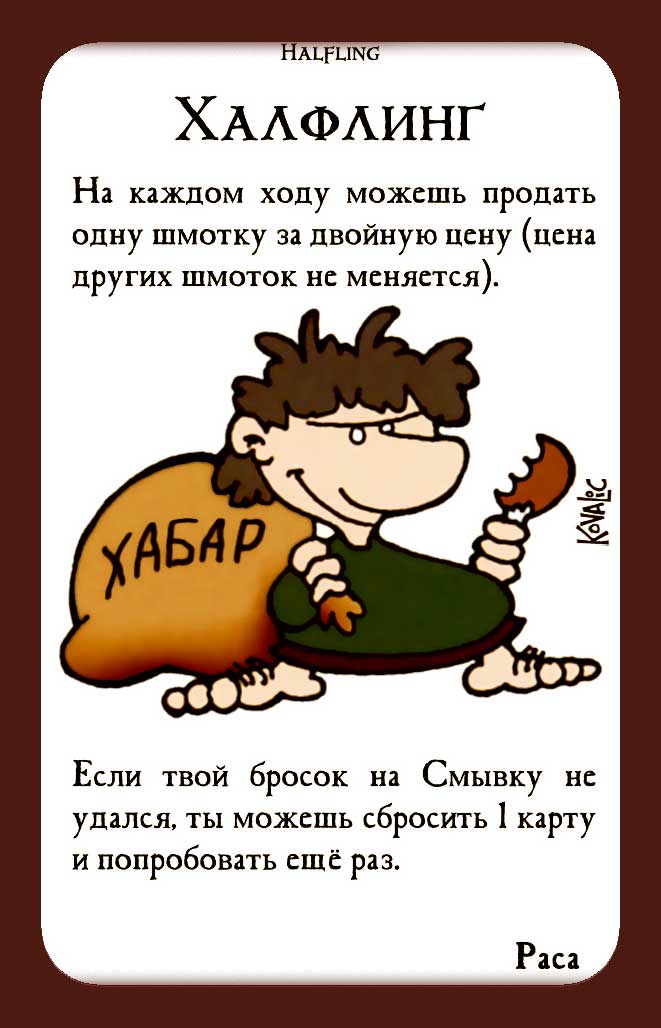 Halfling
Халфлинг
На каждом ходу можешь продать
одну шмотку за двойную цену (цена
других шмоток не меняется).
ХАБАР
KOVALIC
Если твой бросок на Смывку не
удался, ты можешь сбросить 1 карту
и попробовать ещё раз.
Раса